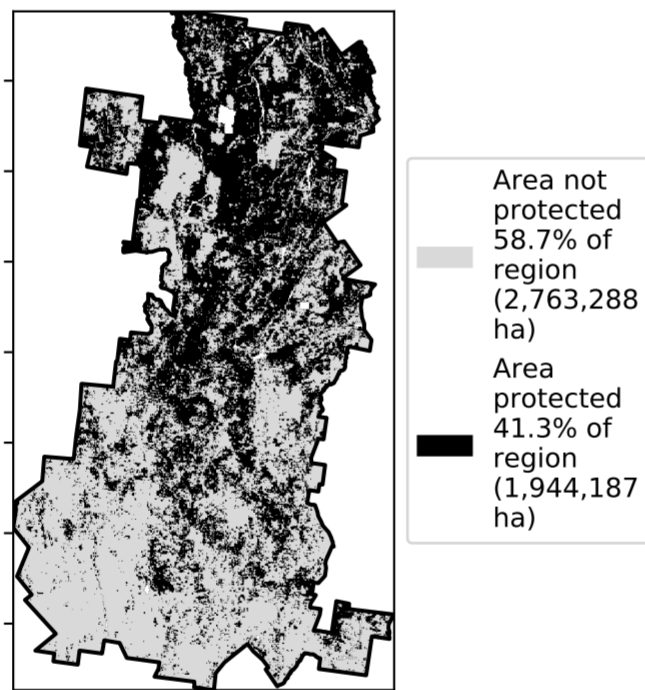 Area not
protected
58.7% of
region
(2,763,288
ha)
Area
protected
41.3% of
region
(1,944,187
ha)